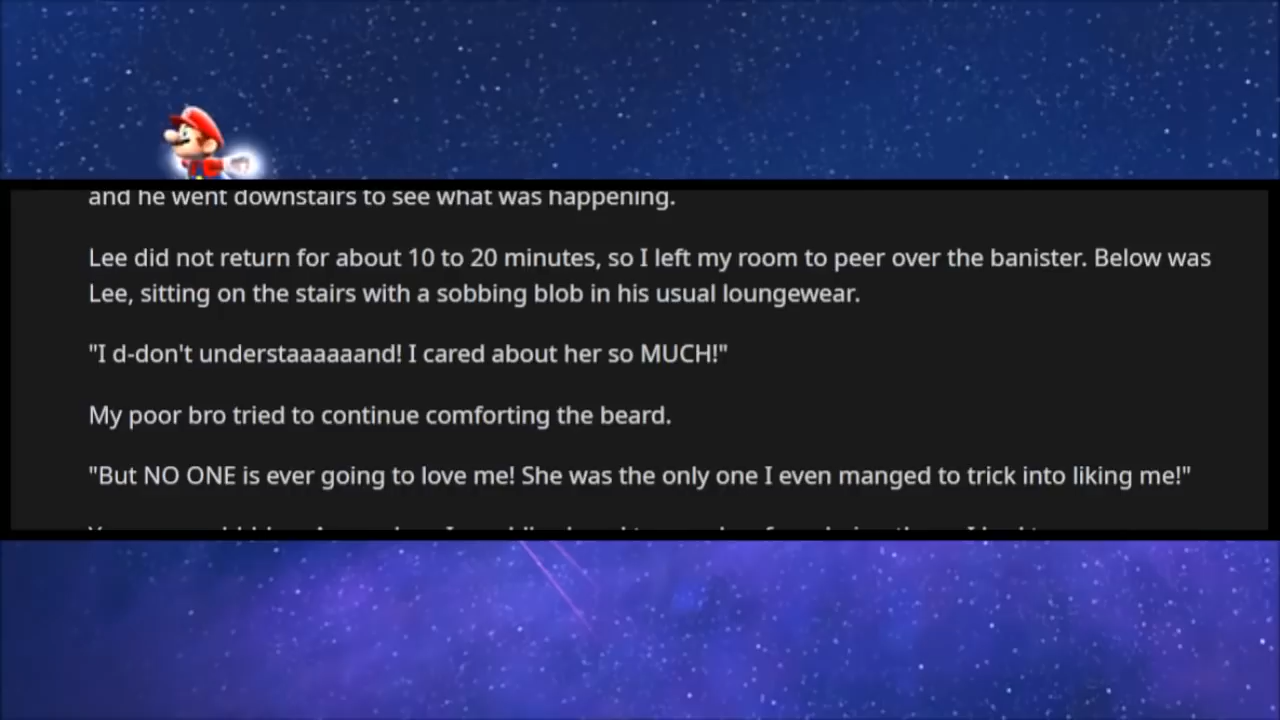 and he went downstairs to see what was happening.
Lee did not return for about 10 to 20 minutes, so I left my room to peer over the banister. Below was
Lee, sitting on the stairs with a sobbing blob in his usual loungewear.
"I d-don't understaaaaaand! I cared about her so MUCH!"
My poor bro tried to continue comforting the beard.
"But NO ONE is ever going to love me! She was the only one I even manged to trick into liking me!"